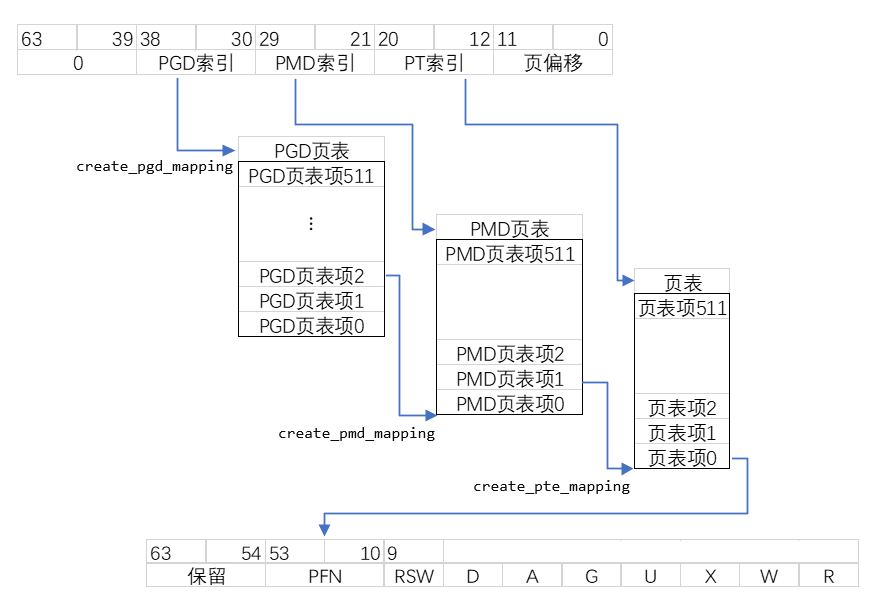 63 39 38 30 29 21 20 12 11 0
0 PGD索引 PMD索引 PT索引 页偏移
PGD页表
create_pgd_mapping
PGD页表项511
⋮
PGD页表项2
PGD页表项1
PGD页表项0
PMD页表
PMD页表项511
PMD页表项2
PMD页表项1
PMD页表项0
create_pmd_mapping
页表
页表项511
页表项2
页表项1
页表项0
create_pte_mapping
63 54 53 10 9
保留 PFN RSW D A G U X W R